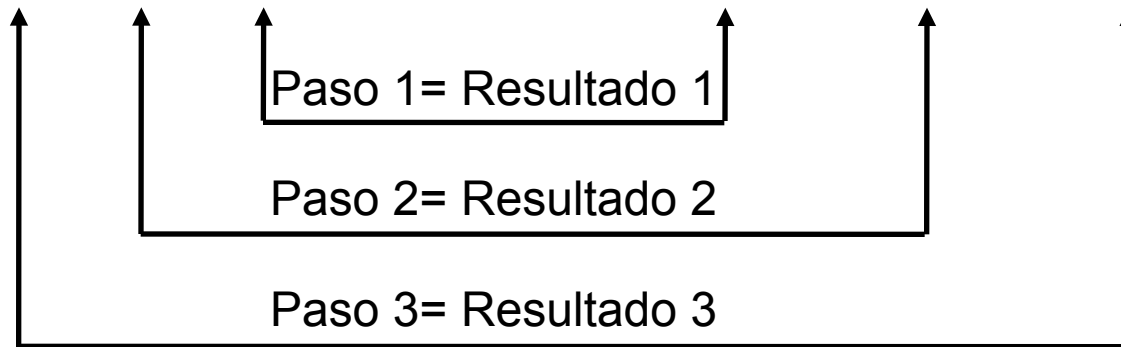 Paso 1= Resultado 1
Paso 2= Resultado 2
Paso 3= Resultado 3